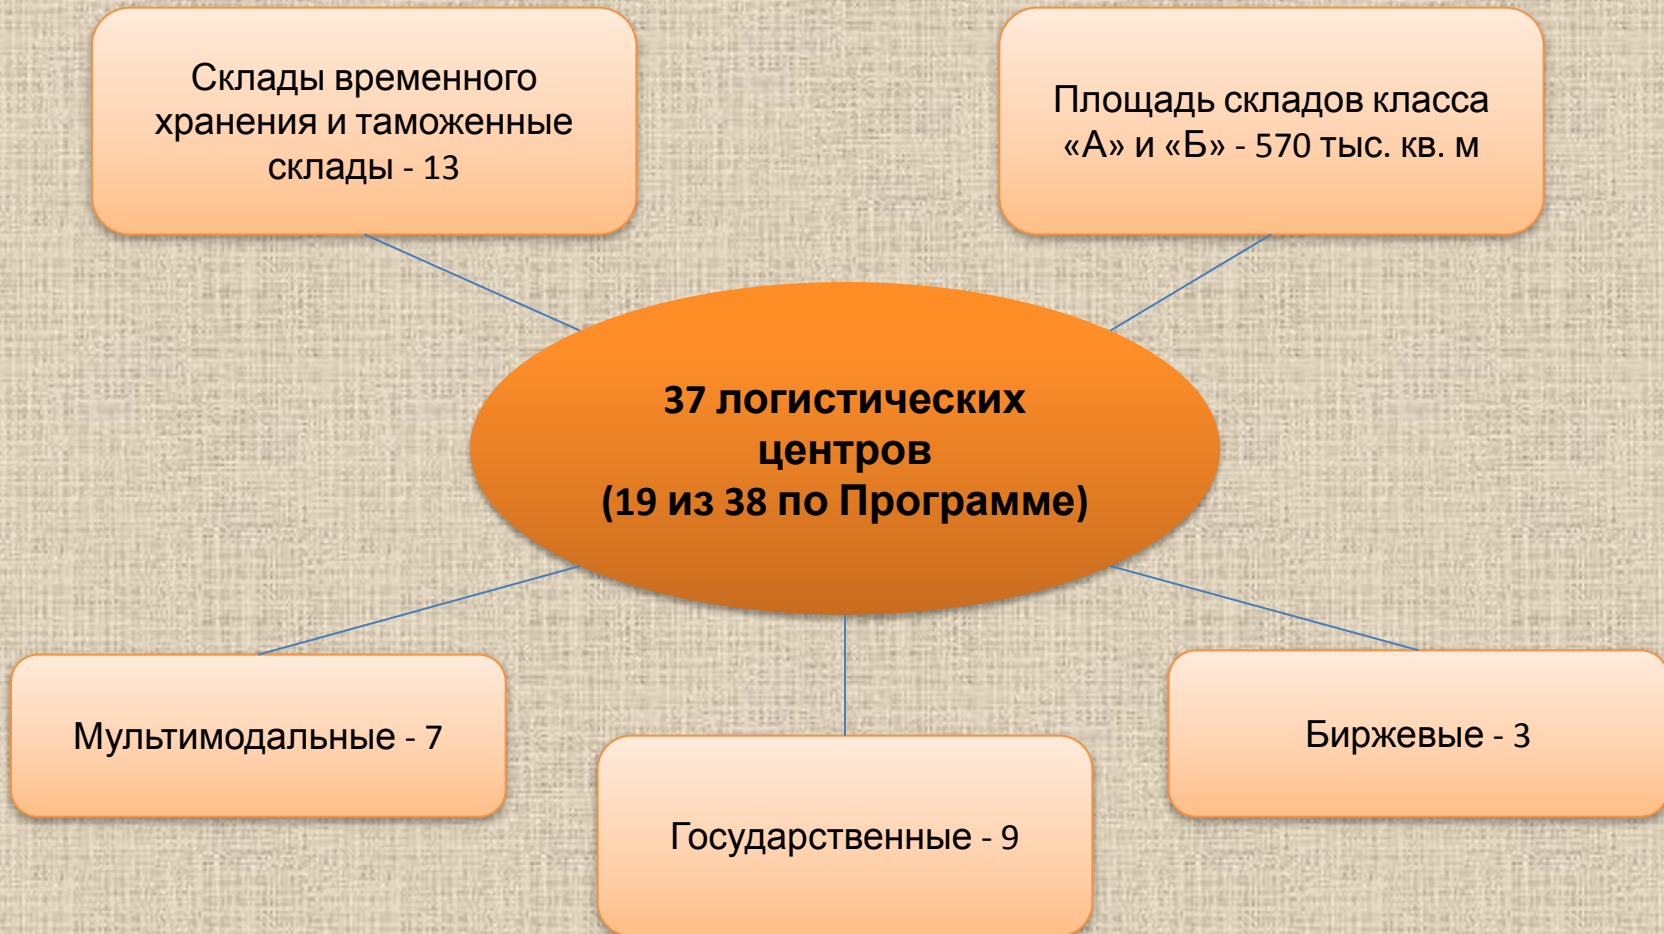 Склады временного
хранения и таможенные
склады - 13
Площадь складов класса
«А» и «Б» - 570 тыс. кв. м
37 логистических
центров
(19 из 38 по Программе)
Мультимодальные - 7
Государственные - 9
Биржевые - 3